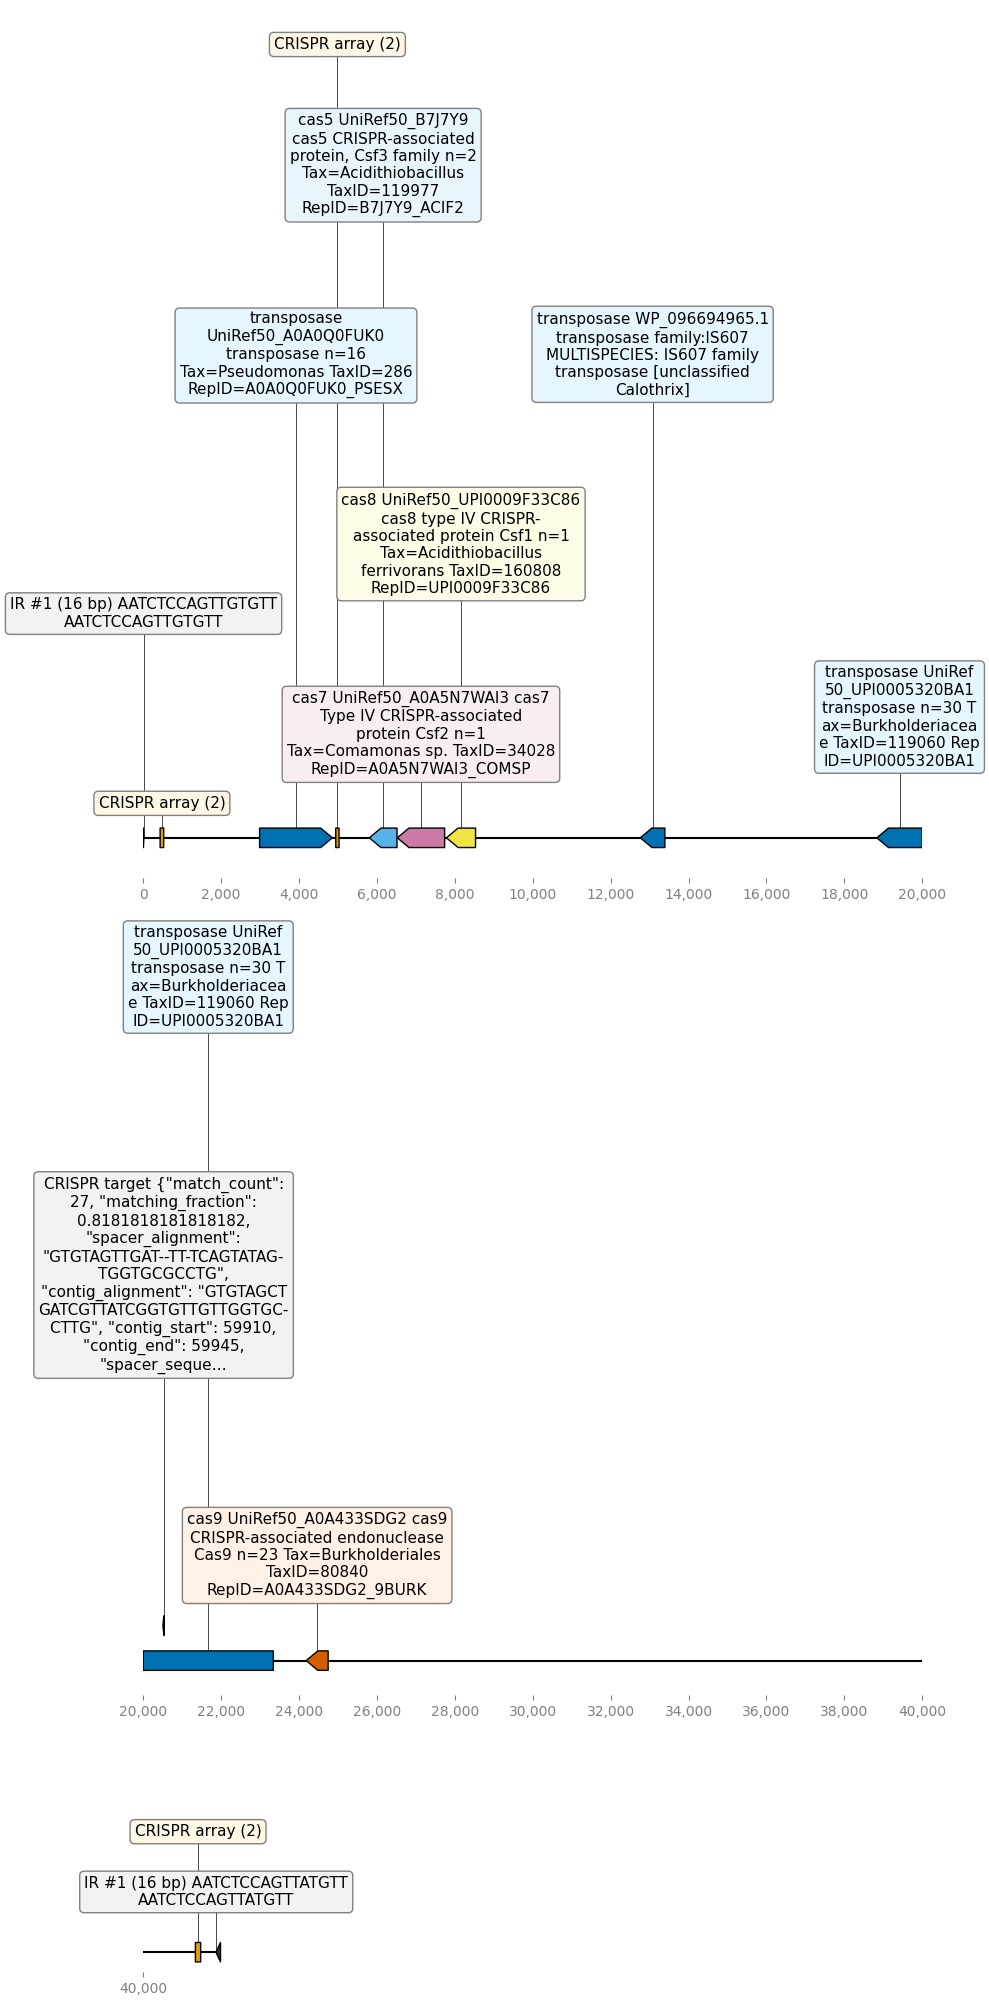 CRISPR array (2)
cas5 UniRef50_B7J7Y9
cas5 CRISPR-associated
protein, Csf3 family n=2
Tax=Acidithiobacillus
TaxID=119977
RepID=B7J7Y9_ACIF2
transposase
UniRef50_A0A0Q0FUK0
transposase n=16
Tax=Pseudomonas TaxID=286
RepID=A0A0Q0FUK0_PSESX
transposase WP_096694965.1
transposase family:IS607
MULTISPECIES: IS607 family
transposase [unclassified
Calothrix]
cas8 UniRef50_UPI0009F33C86
cas8 type IV CRISPR-
associated protein Csf1 n=1
Tax=Acidithiobacillus
ferrivorans TaxID=160808
RepID=UPI0009F33C86
IR #1 (16 bp) AATCTCCAGTTGTGTT
AATCTCCAGTTGTGTT
transposase UniRef
50_UPI0005320BA1
transposase n=30 T
ax=Burkholderiacea
e TaxID=119060 Rep
ID=UPI0005320BA1
cas7 UniRef50_A0A5N7WAI3 cas7
Type IV CRISPR-associated
protein Csf2 n=1
Tax=Comamonas sp. TaxID=34028
RepID=A0A5N7WAI3_COMSP
CRISPR array (2)
0 2,000 4,000 6,000 8,000 10,000 12,000 14,000 16,000 18,000 20,000
transposase UniRef
50_UPI0005320BA1
transposase n=30 T
ax=Burkholderiacea
e TaxID=119060 Rep
ID=UPI0005320BA1
CRISPR target {"match_count":
27, "matching_fraction":
0.8181818181818182,
"spacer_alignment":
"GTGTAGTTGAT--TT-TCAGTATAG-
TGGTGCGCCTG",
"contig_alignment": "GTGTAGCT
GATCGTTATCGGTGTTGTTGGTGC-
CTTG", "contig_start": 59910,
"contig_end": 59945,
"spacer_seque...
cas9 UniRef50_A0A433SDG2 cas9
CRISPR-associated endonuclease
Cas9 n=23 Tax=Burkholderiales
TaxID=80840
RepID=A0A433SDG2_9BURK
20,000 22,000 24,000 26,000 28,000 30,000 32,000 34,000 36,000 38,000 40,000
CRISPR array (2)
IR #1 (16 bp) AATCTCCAGTTATGTT
AATCTCCAGTTATGTT
40,000